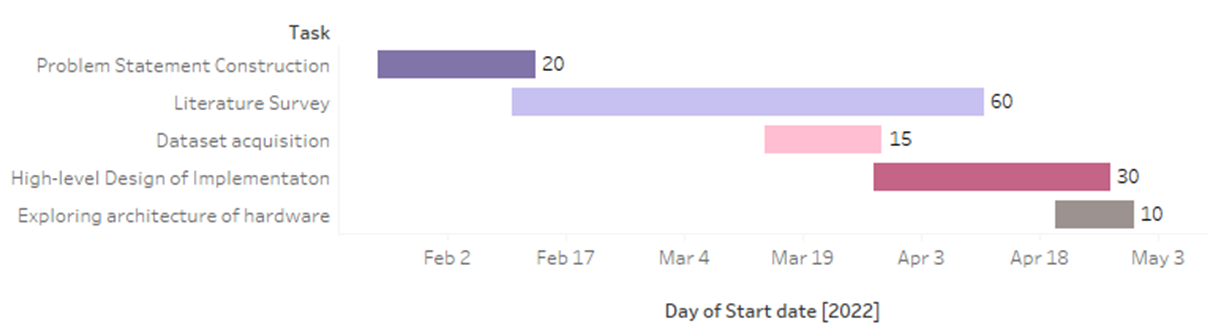 Task
Problem Statement Construction 20
Literature Survey 60
Dataset acquisition 15
High-level Design of Implementaton 30
Exploring architecture of hardware 10
Feb 2 Feb 17 Mar 4 Mar 19 Apr 3 Apr 18 May 3
Day of Start date [2022]